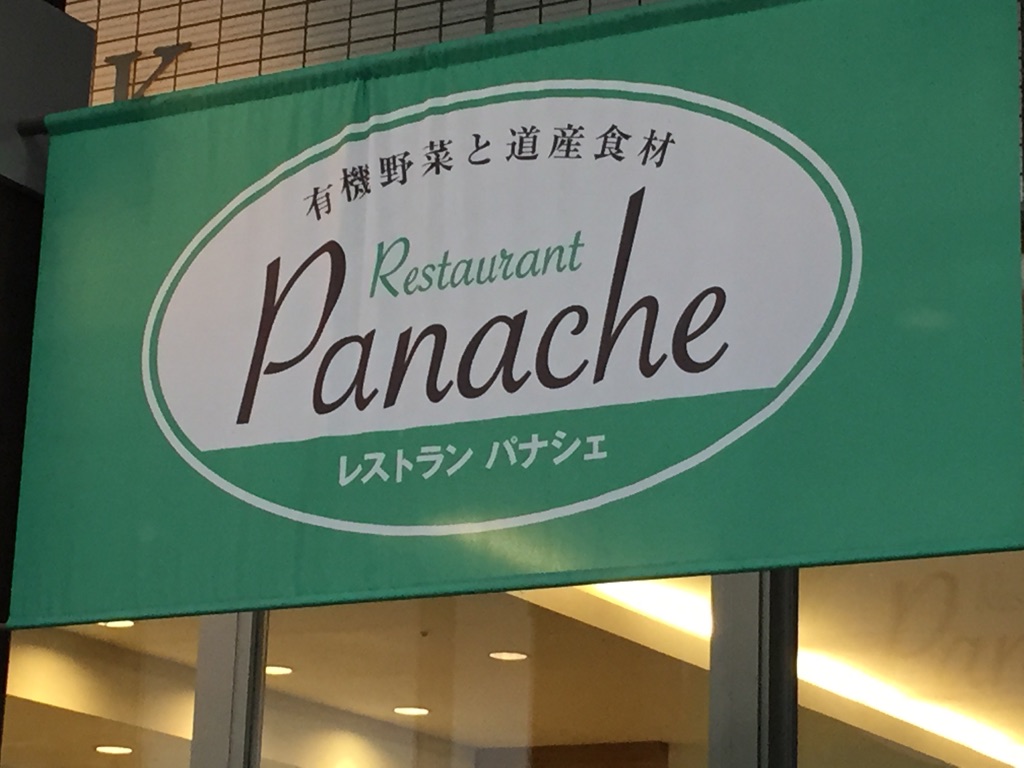 有機野菜と道産食材
Restaurant
Panache
レストラン パナシェ